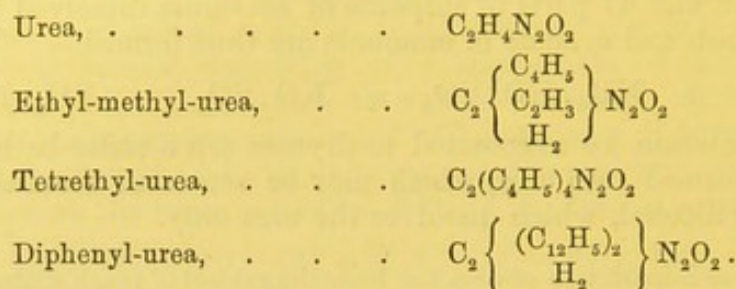 Urea, . . . . . C₂H₄N₂O₂
Ethyl-methyl-urea, . . C₂ { C₄H₅ C₂H₃ H₂ } N₂O₂
Tetrethyl-urea, . . . C₂(C₄H₅)₄N₂O₂
Diphenyl-urea, . . . C₂ { (C₁₂H₅)₂ H₂ } N₂O₂.